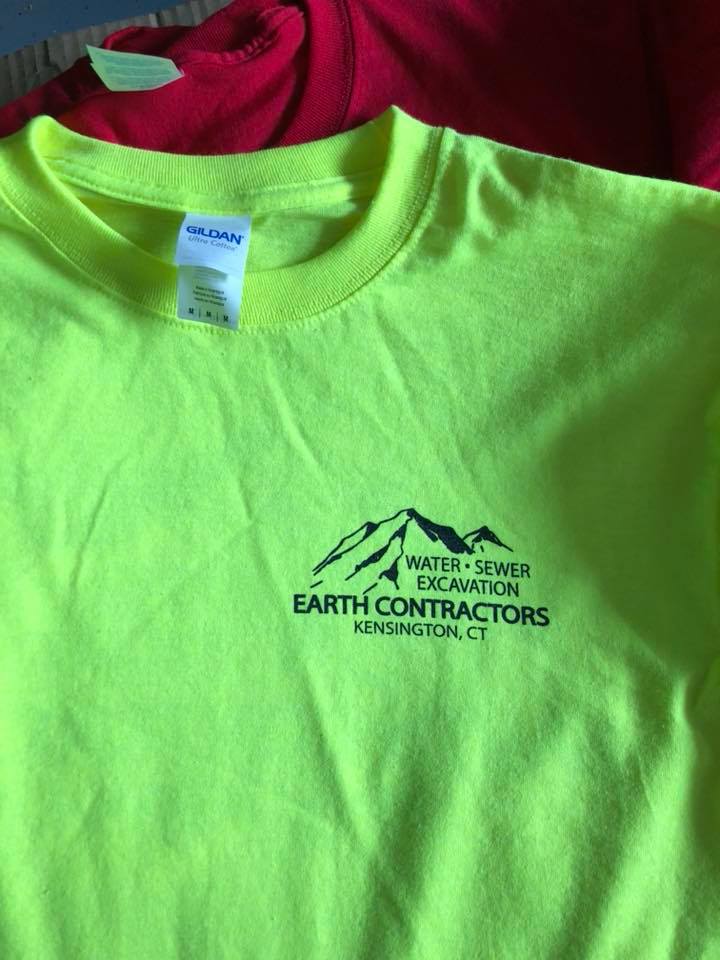 GILDAN®
Ultra Cotton®
M | M | M
WATER • SEWER
EXCAVATION
EARTH CONTRACTORS
KENSINGTON, CT